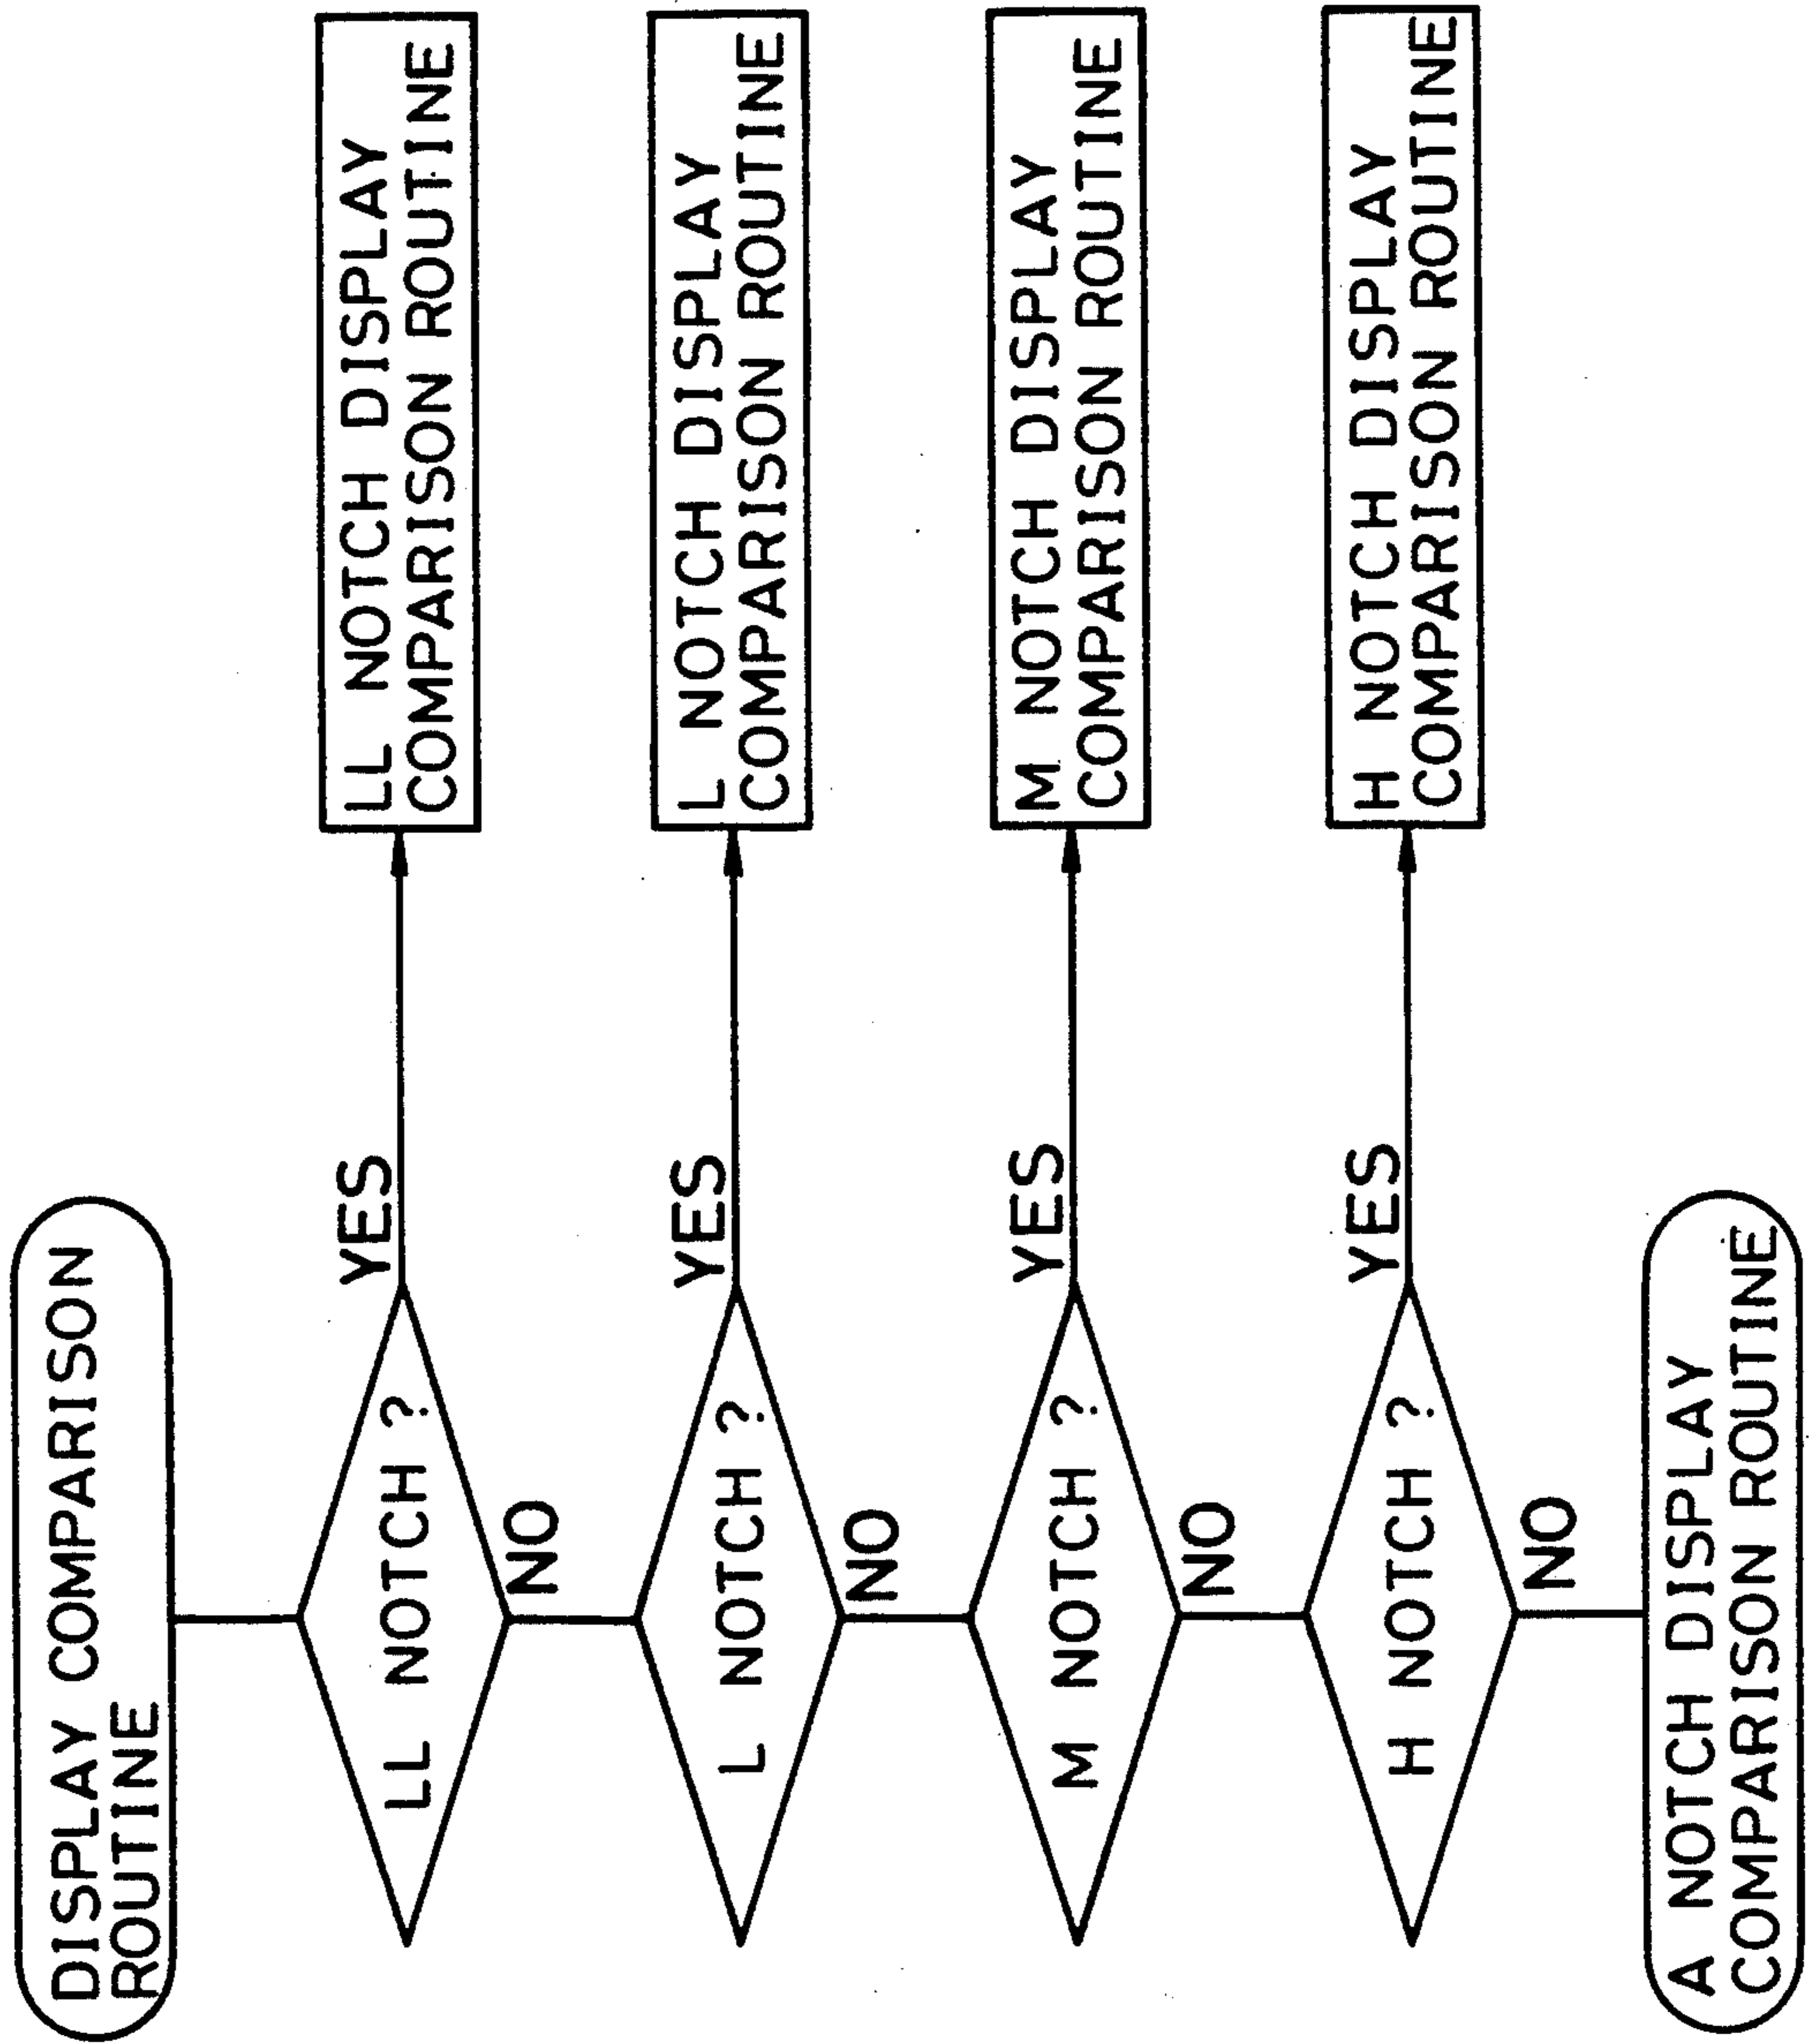 DISPLAY COMPARISON
ROUTINE
LL NOTCH ?
YES
LL NOTCH DISPLAY
COMPARISON ROUTINE
NO
L NOTCH ?
YES
L NOTCH DISPLAY
COMPARISON ROUTINE
NO
M NOTCH ?
YES
M NOTCH DISPLAY
COMPARISON ROUTINE
NO
H NOTCH ?
YES
H NOTCH DISPLAY
COMPARISON ROUTINE
NO
A NOTCH DISPLAY
COMPARISON ROUTINE